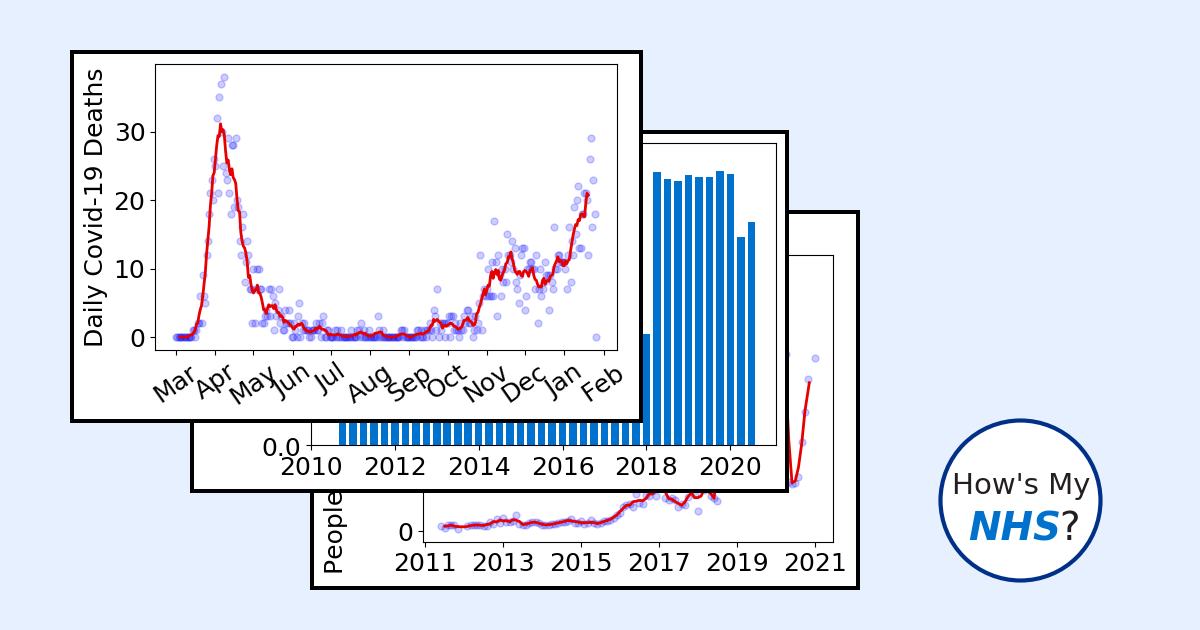 Daily Covid-19 Deaths
30
20
10
0
Mar Apr May Jun Jul Aug Sep Oct Nov Dec Jan Feb
0.0
2010 2012 2014 2016 2018 2020
People
0
2011 2013 2015 2017 2019 2021
How's My
NHS?